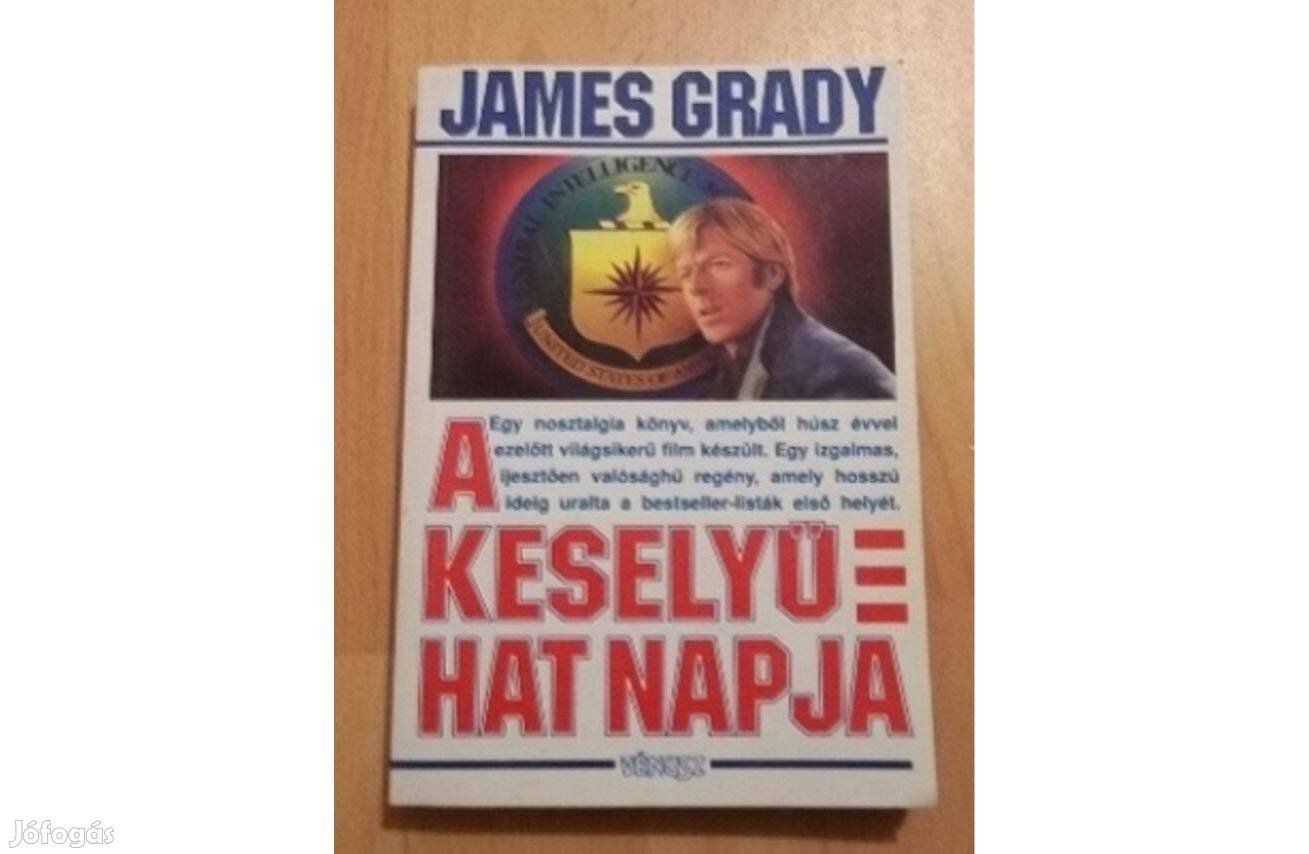 JAMES GRADY
CENTRAL INTELLIGENCE
UNITED STATES OF
A
Egy nosztalgia könyv, amelyből húsz évvel
ezelőtt világsikerű film készült. Egy izgalmas,
ijesztően valósághű regény, amely hosszú
ideig uralta a bestseller-listák első helyét.
KESELYŰ
HAT NAPJA
VÉNUSZ
Jófogás